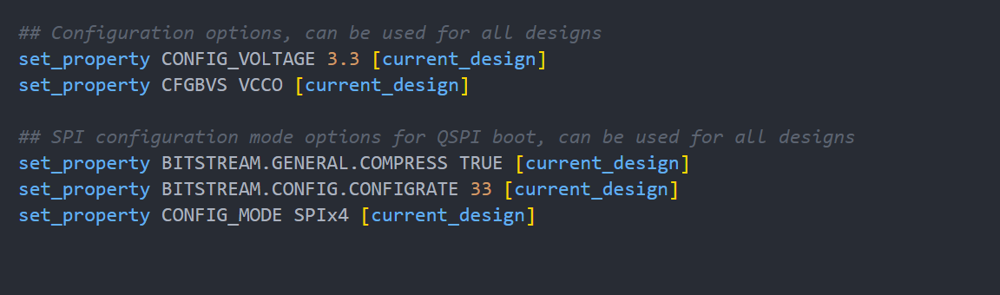 ## Configuration options, can be used for all designs
set_property CONFIG_VOLTAGE 3.3 [current_design]
set_property CFGBVS VCCO [current_design]
## SPI configuration mode options for QSPI boot, can be used for all designs
set_property BITSTREAM.GENERAL.COMPRESS TRUE [current_design]
set_property BITSTREAM.CONFIG.CONFIGRATE 33 [current_design]
set_property CONFIG_MODE SPIx4 [current_design]